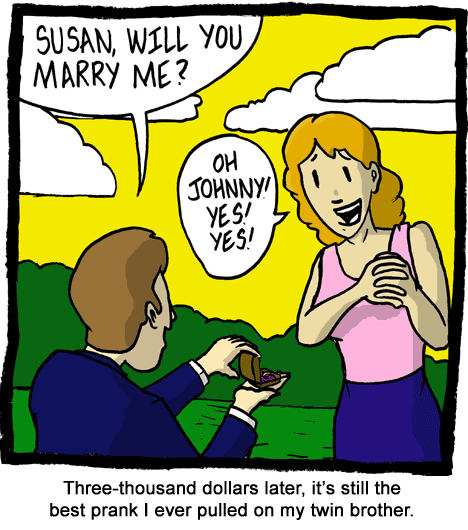 SUSAN, WILL YOU
MARRY ME?
OH
JOHNNY!
YES!
YES!
Three-thousand dollars later, it's still the
best prank I ever pulled on my twin brother.